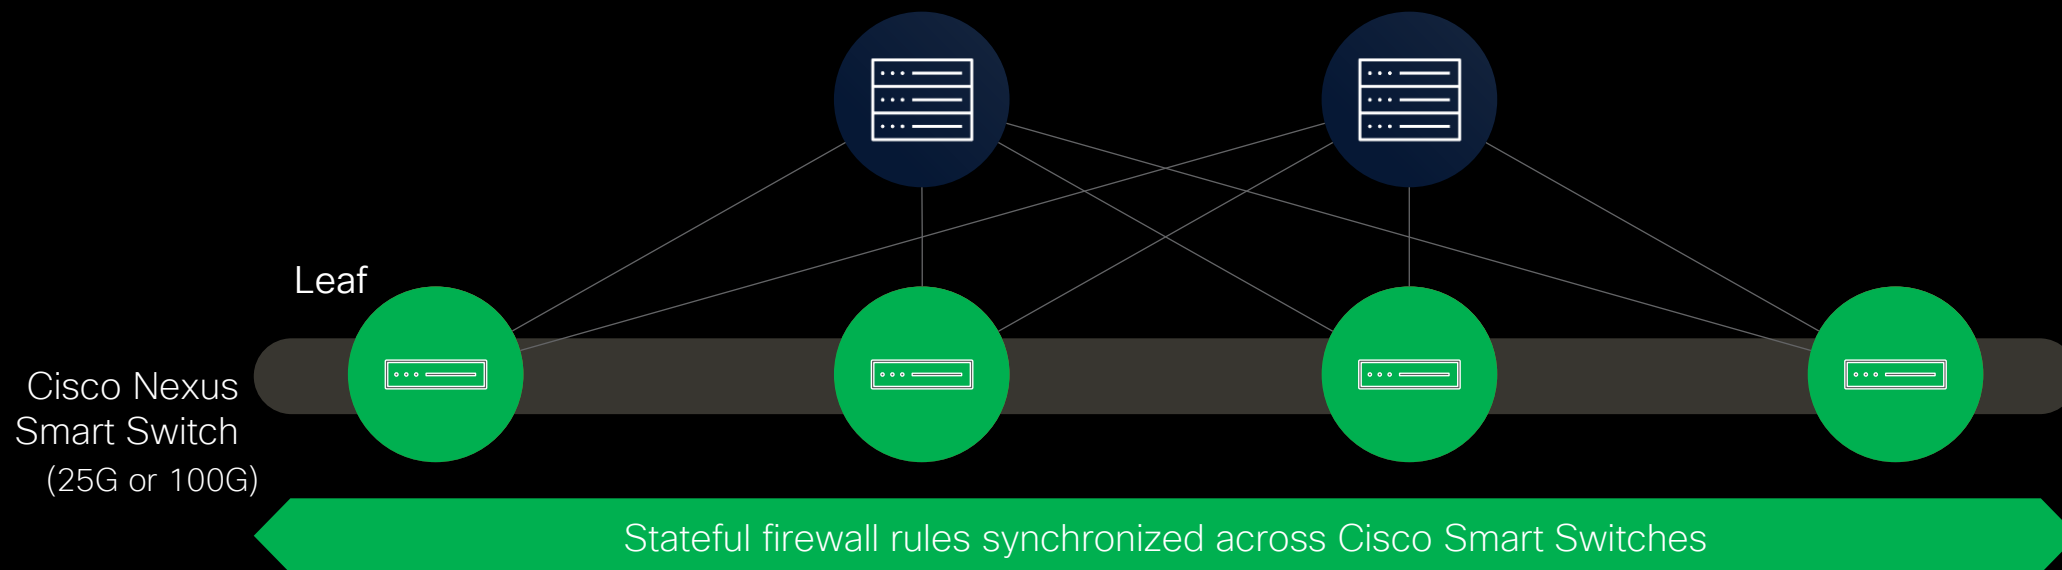 Leaf
Cisco Nexus
Smart Switch
(25G or 100G)
Stateful firewall rules synchronized across Cisco Smart Switches